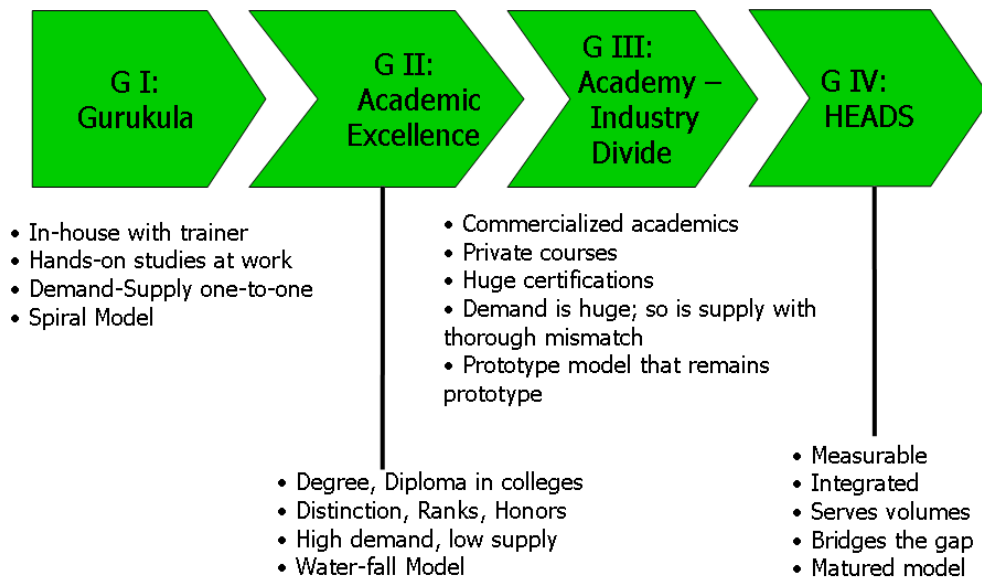 G I:
Gurukula
G II:
Academic
Excellence
G III:
Academy –
Industry
Divide
G IV:
HEADS
• In-house with trainer
• Hands-on studies at work
• Demand-Supply one-to-one
• Spiral Model
• Commercialized academics
• Private courses
• Huge certifications
• Demand is huge; so is supply with
thorough mismatch
• Prototype model that remains
prototype
• Degree, Diploma in colleges
• Distinction, Ranks, Honors
• High demand, low supply
• Water-fall Model
• Measurable
• Integrated
• Serves volumes
• Bridges the gap
• Matured model